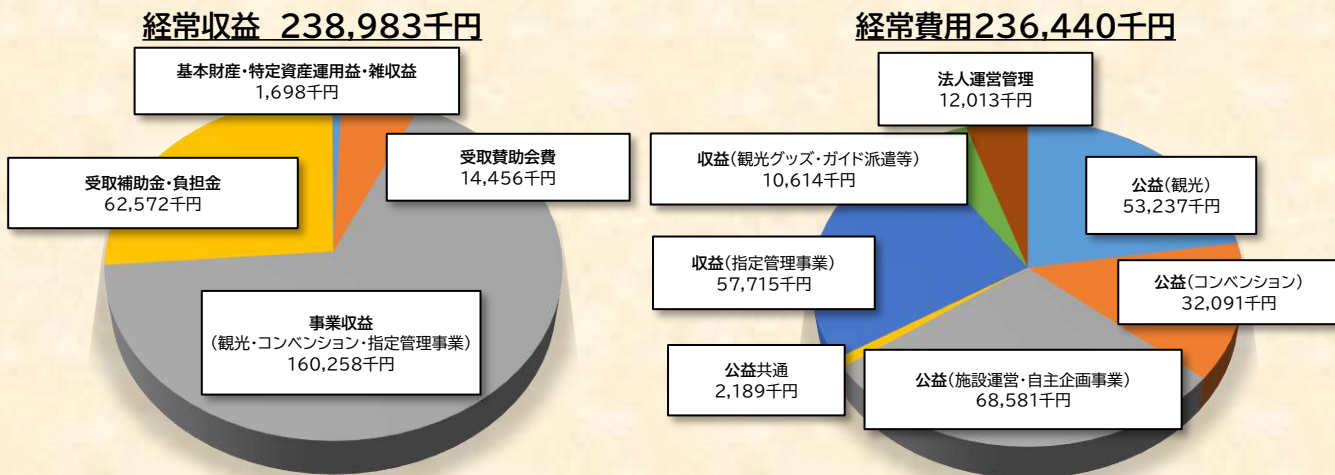 経常収益 238,983千円
基本財産・特定資産運用益・雑収益
1,698千円
受取賛助会費
14,456千円
受取補助金・負担金
62,572千円
事業収益
(観光・コンベンション・指定管理事業)
160,258千円
経常費用236,440千円
法人運営管理
12,013千円
収益(観光グッズ・ガイド派遣等)
10,614千円
公益(観光)
53,237千円
収益(指定管理事業)
57,715千円
公益(コンベンション)
32,091千円
公益共通
2,189千円
公益(施設運営・自主企画事業)
68,581千円